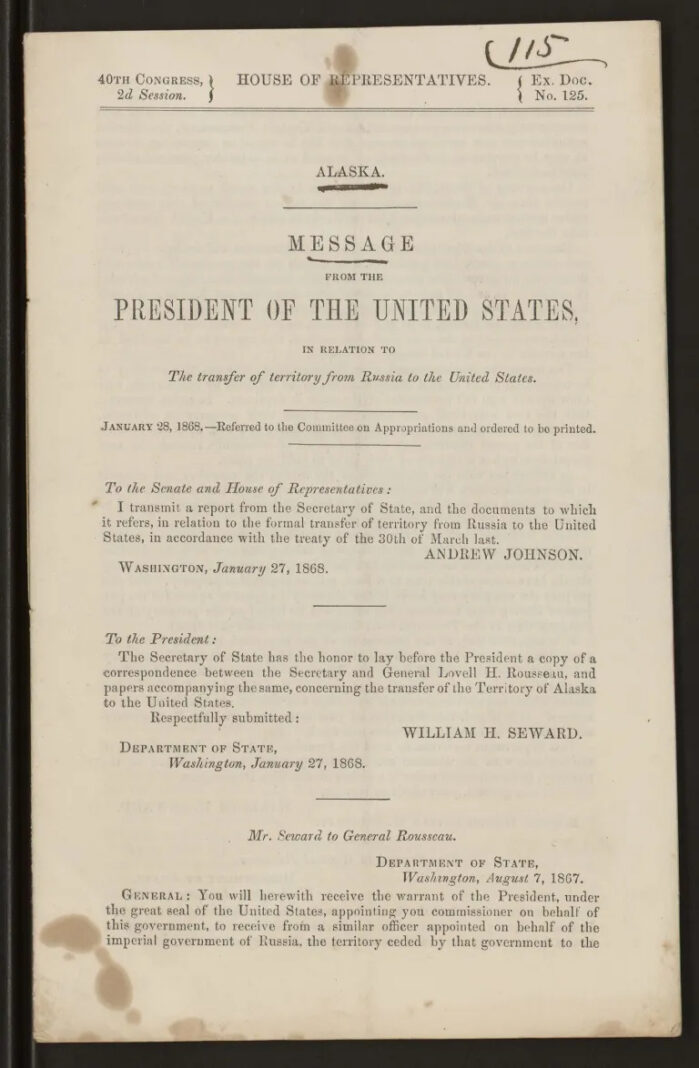 115
40TH CONGRESS, } HOUSE OF REPRESENTATIVES. { Ex. Doc.
2d Session. } { No. 125.
ALASKA.
MESSAGE
FROM THE
PRESIDENT OF THE UNITED STATES,
IN RELATION TO
The transfer of territory from Russia to the United States.
JANUARY 28, 1868.—Referred to the Committee on Appropriations and ordered to be printed.
To the Senate and House of Representatives:
I transmit a report from the Secretary of State, and the documents to which
it refers, in relation to the formal transfer of territory from Russia to the United
States, in accordance with the treaty of the 30th of March last.
ANDREW JOHNSON.
WASHINGTON, January 27, 1868.
To the President:
The Secretary of State has the honor to lay before the President a copy of a
correspondence between the Secretary and General Lovell H. Rousseau, and
papers accompanying the same, concerning the transfer of the Territory of Alaska
to the United States.
Respectfully submitted:
WILLIAM H. SEWARD.
DEPARTMENT OF STATE,
Washington, January 27, 1868.
Mr. Seward to General Rousseau.
DEPARTMENT OF STATE,
Washington, August 7, 1867.
GENERAL: You will herewith receive the warrant of the President, under
the great seal of the United States, appointing you commissioner on behalf of
this government, to receive from a similar officer appointed on behalf of the
imperial government of Russia, the territory ceded by that government to the